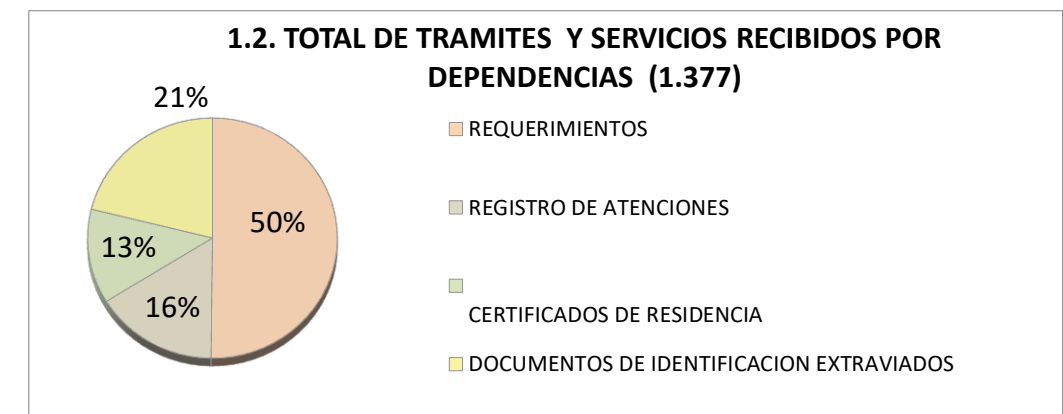 1.2. TOTAL DE TRAMITES Y SERVICIOS RECIBIDOS POR
DEPENDENCIAS (1.377)
21%
50%
13%
16%
REQUERIMIENTOS
REGISTRO DE ATENCIONES
CERTIFICADOS DE RESIDENCIA
DOCUMENTOS DE IDENTIFICACION EXTRAVIADOS